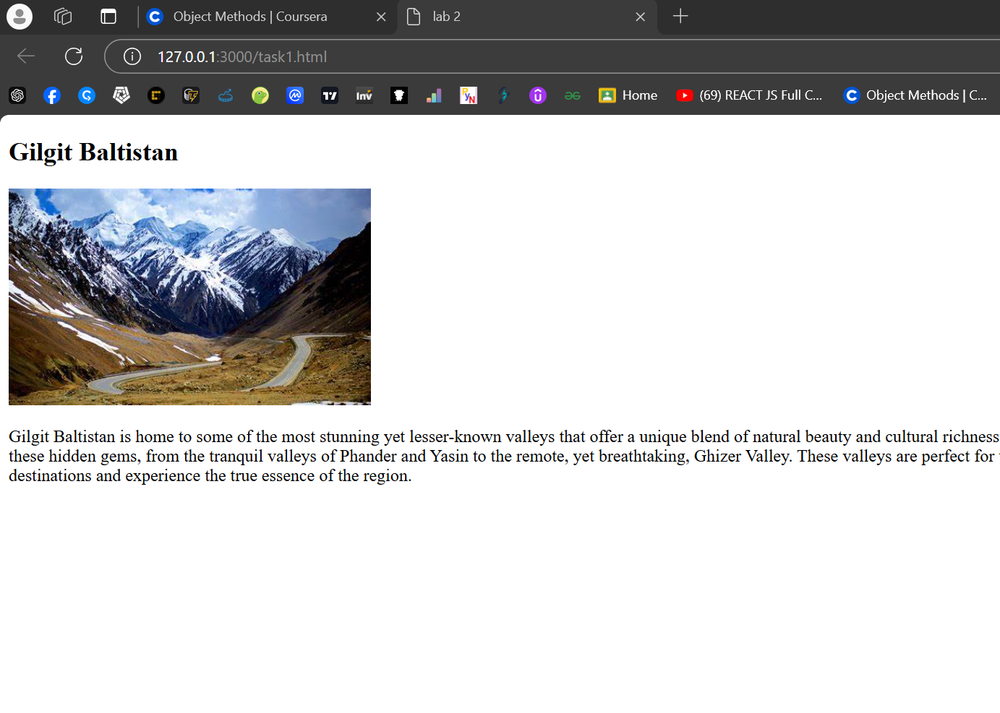 Object Methods | Coursera
lab 2
127.0.0.1:3000/task1.html
inv
PyN
Home
(69) REACT JS Full C...
Object Methods | C...
Gilgit Baltistan
Gilgit Baltistan is home to some of the most stunning yet lesser-known valleys that offer a unique blend of natural beauty and cultural richness
these hidden gems, from the tranquil valleys of Phander and Yasin to the remote, yet breathtaking, Ghizer Valley. These valleys are perfect for
destinations and experience the true essence of the region.